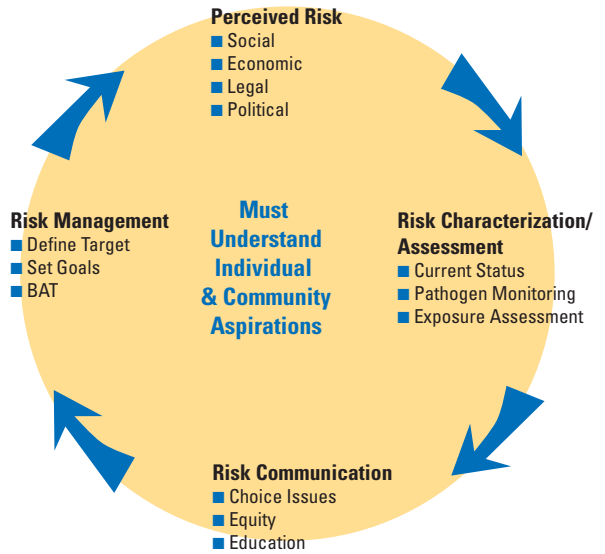 Perceived Risk
■ Social
■ Economic
■ Legal
■ Political
Risk Characterization/
Assessment
■ Current Status
■ Pathogen Monitoring
■ Exposure Assessment
Risk Communication
■ Choice Issues
■ Equity
■ Education
Risk Management
■ Define Target
■ Set Goals
■ BAT
Must
Understand
Individual
& Community
Aspirations